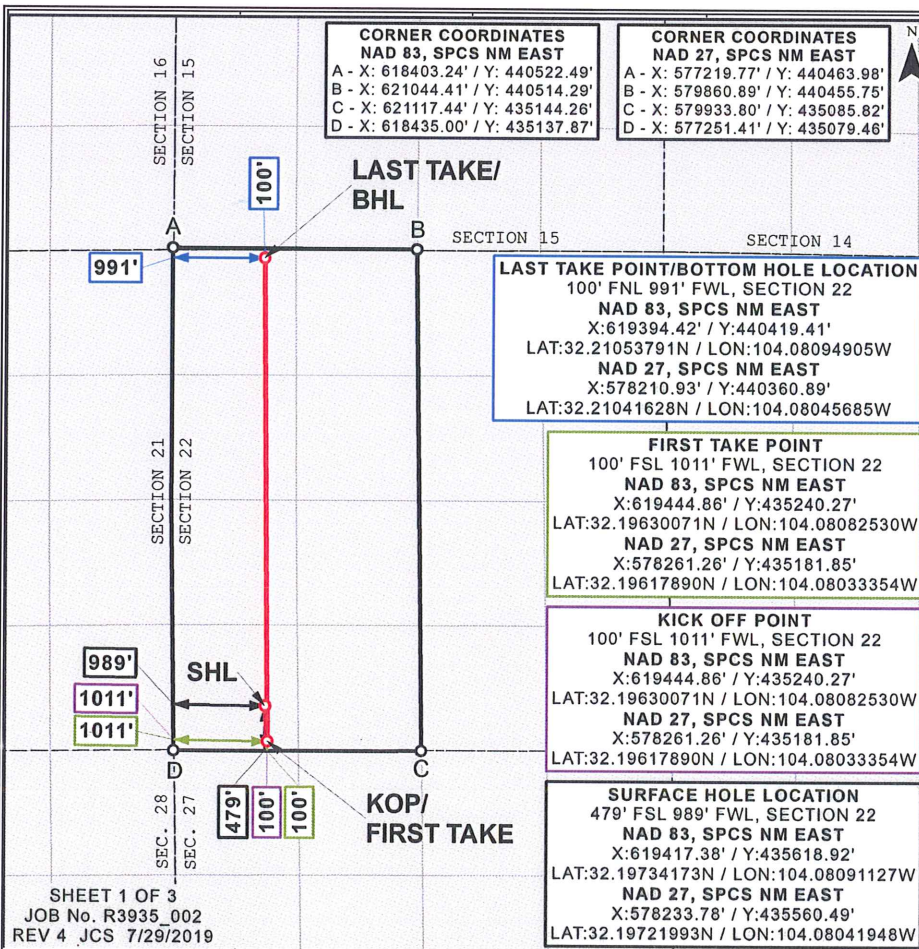 CORNER COORDINATES
NAD 83, SPCS NM EAST
A - X: 618403.24' / Y: 440522.49'
B - X: 621044.41' / Y: 440514.29'
C - X: 621117.44' / Y: 435144.26'
D - X: 618435.00' / Y: 435137.87'
CORNER COORDINATES
NAD 27, SPCS NM EAST
A - X: 577219.77' / Y: 440463.98'
B - X: 579860.89' / Y: 440455.75'
C - X: 579933.80' / Y: 435085.82'
D - X: 577251.41' / Y: 435079.46'
N
SECTION 16
SECTION 15
100'
LAST TAKE/
BHL
A
B
SECTION 15
SECTION 14
991'
LAST TAKE POINT/BOTTOM HOLE LOCATION
100' FNL 991' FWL, SECTION 22
NAD 83, SPCS NM EAST
X:619394.42' / Y:440419.41'
LAT:32.21053791N / LON:104.08094905W
NAD 27, SPCS NM EAST
X:578210.93' / Y:440360.89'
LAT:32.21041628N / LON:104.08045685W
SECTION 21
SECTION 22
FIRST TAKE POINT
100' FSL 1011' FWL, SECTION 22
NAD 83, SPCS NM EAST
X:619444.86' / Y:435240.27'
LAT:32.19630071N / LON:104.08082530W
NAD 27, SPCS NM EAST
X:578261.26' / Y:435181.85'
LAT:32.19617890N / LON:104.08033354W
KICK OFF POINT
100' FSL 1011' FWL, SECTION 22
NAD 83, SPCS NM EAST
X:619444.86' / Y:435240.27'
LAT:32.19630071N / LON:104.08082530W
NAD 27, SPCS NM EAST
X:578261.26' / Y:435181.85'
LAT:32.19617890N / LON:104.08033354W
989'
SHL
1011'
1011'
D
C
479'
100'
100'
KOP/
FIRST TAKE
SEC. 28
SEC. 27
SURFACE HOLE LOCATION
479' FSL 989' FWL, SECTION 22
NAD 83, SPCS NM EAST
X:619417.38' / Y:435618.92'
LAT:32.19734173N / LON:104.08091127W
NAD 27, SPCS NM EAST
X:578233.78' / Y:435560.49'
LAT:32.19721993N / LON:104.08041948W
SHEET 1 OF 3
JOB No. R3935_002
REV 4 JCS 7/29/2019